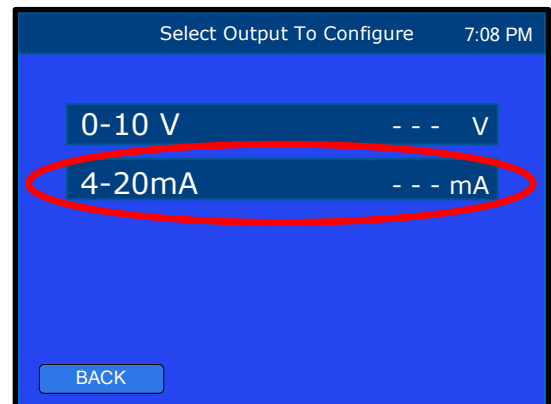 Select Output To Configure 7:08 PM
0-10 V - - - V
4-20mA - - - mA
BACK